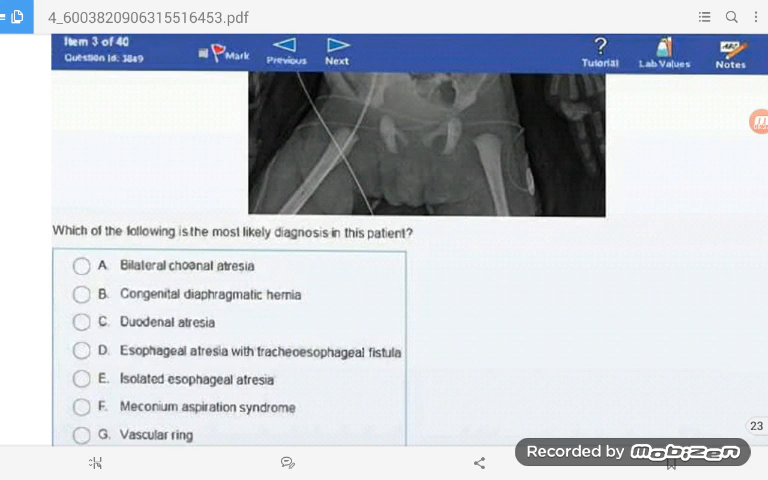 4_6003820906315516453.pdf
Item 3 of 40
Question Id: 3849
Mark
Previous
Next
Tutorial
Lab Values
Notes
Which of the following is the most likely diagnosis in this patient?
A. Bilateral choanal atresia
B. Congenital diaphragmatic hernia
C. Duodenal atresia
D. Esophageal atresia with tracheoesophageal fistula
E. Isolated esophageal atresia
F. Meconium aspiration syndrome
G. Vascular ring
23
Recorded by mobizen